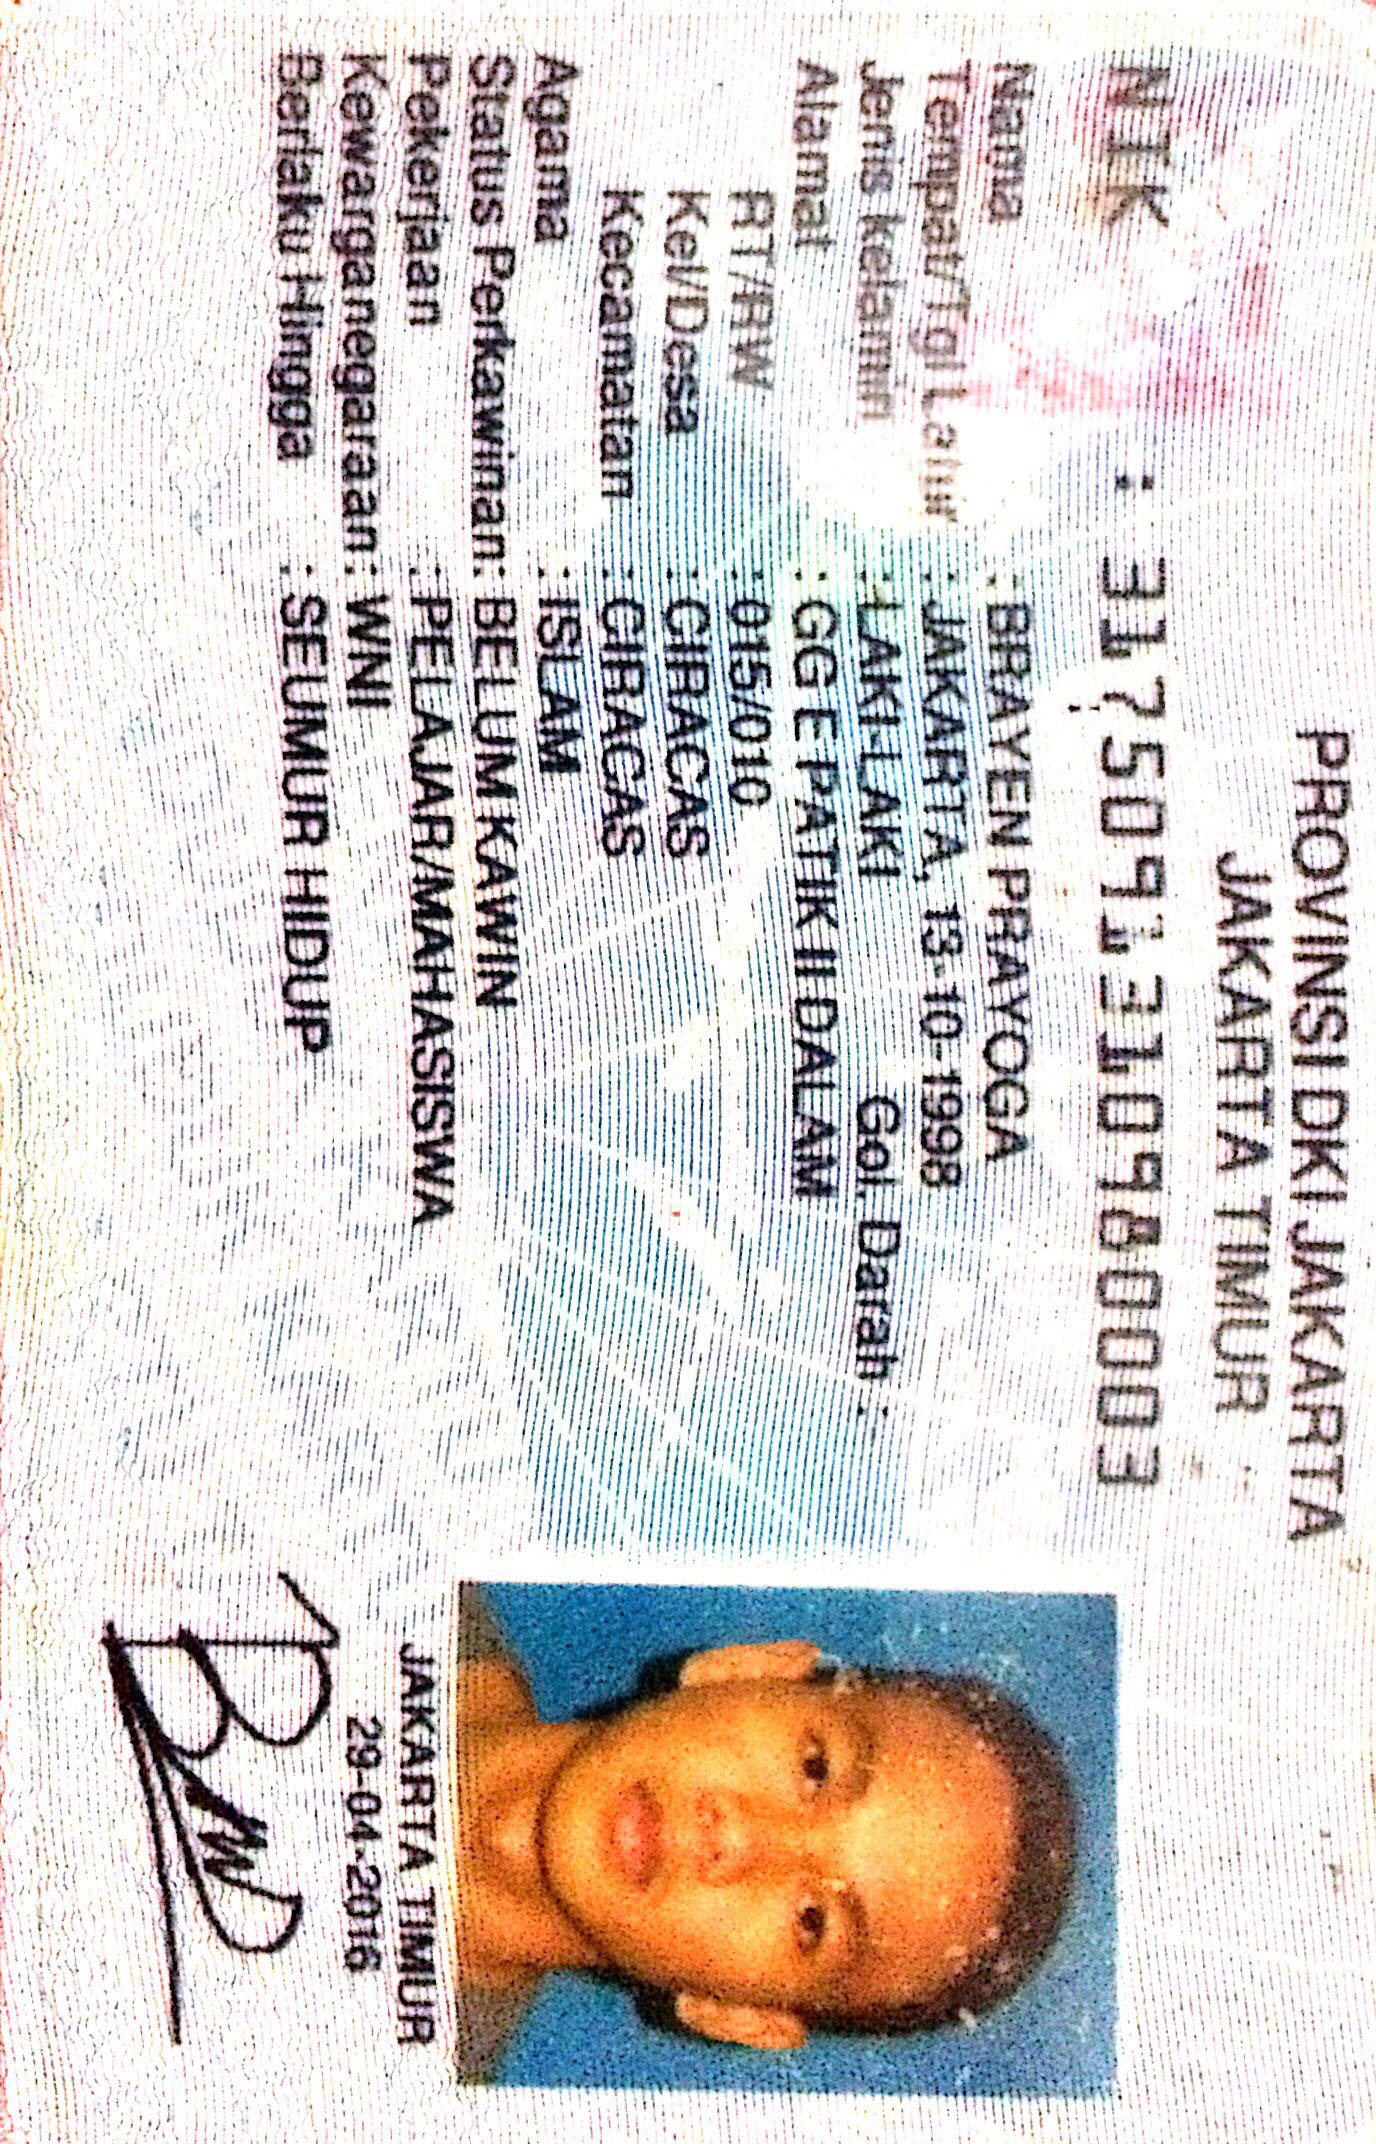 PROVINSI DKI JAKARTA
JAKARTA TIMUR
NIK : 3175091310980003
Nama : BRAYEN PRAYOGA
Tempat/Tgl Lahir : JAKARTA, 13-10-1998
Jenis kelamin : LAKI-LAKI Gol. Darah :
Alamat : GG E PATIK II DALAM
RT/RW : 015/010
Kel/Desa : CIRACAS
Kecamatan : CIRACAS
Agama : ISLAM
Status Perkawinan: BELUM KAWIN
Pekerjaan : PELAJAR/MAHASISWA
Kewarganegaraan: WNI
Berlaku Hingga : SEUMUR HIDUP
JAKARTA TIMUR
29-04-2016